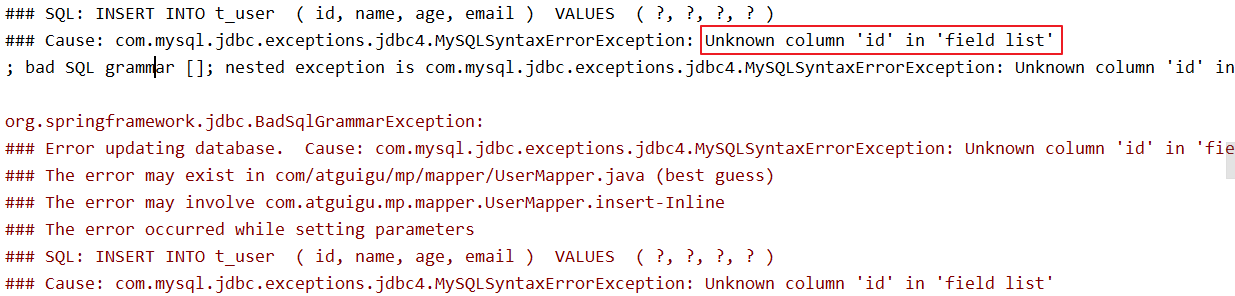 ### SQL: INSERT INTO t_user  ( id, name, age, email )  VALUES  ( ?, ?, ?, ? )
### Cause: com.mysql.jdbc.exceptions.jdbc4.MySQLSyntaxErrorException: Unknown column 'id' in 'field list'
; bad SQL grammar []; nested exception is com.mysql.jdbc.exceptions.jdbc4.MySQLSyntaxErrorException: Unknown column 'id' in
org.springframework.jdbc.BadSqlGrammarException:
### Error updating database.  Cause: com.mysql.jdbc.exceptions.jdbc4.MySQLSyntaxErrorException: Unknown column 'id' in 'fie
### The error may exist in com/atguigu/mp/mapper/UserMapper.java (best guess)
### The error may involve com.atguigu.mp.mapper.UserMapper.insert-Inline
### The error occurred while setting parameters
### SQL: INSERT INTO t_user  ( id, name, age, email )  VALUES  ( ?, ?, ?, ? )
### Cause: com.mysql.jdbc.exceptions.jdbc4.MySQLSyntaxErrorException: Unknown column 'id' in 'field list'